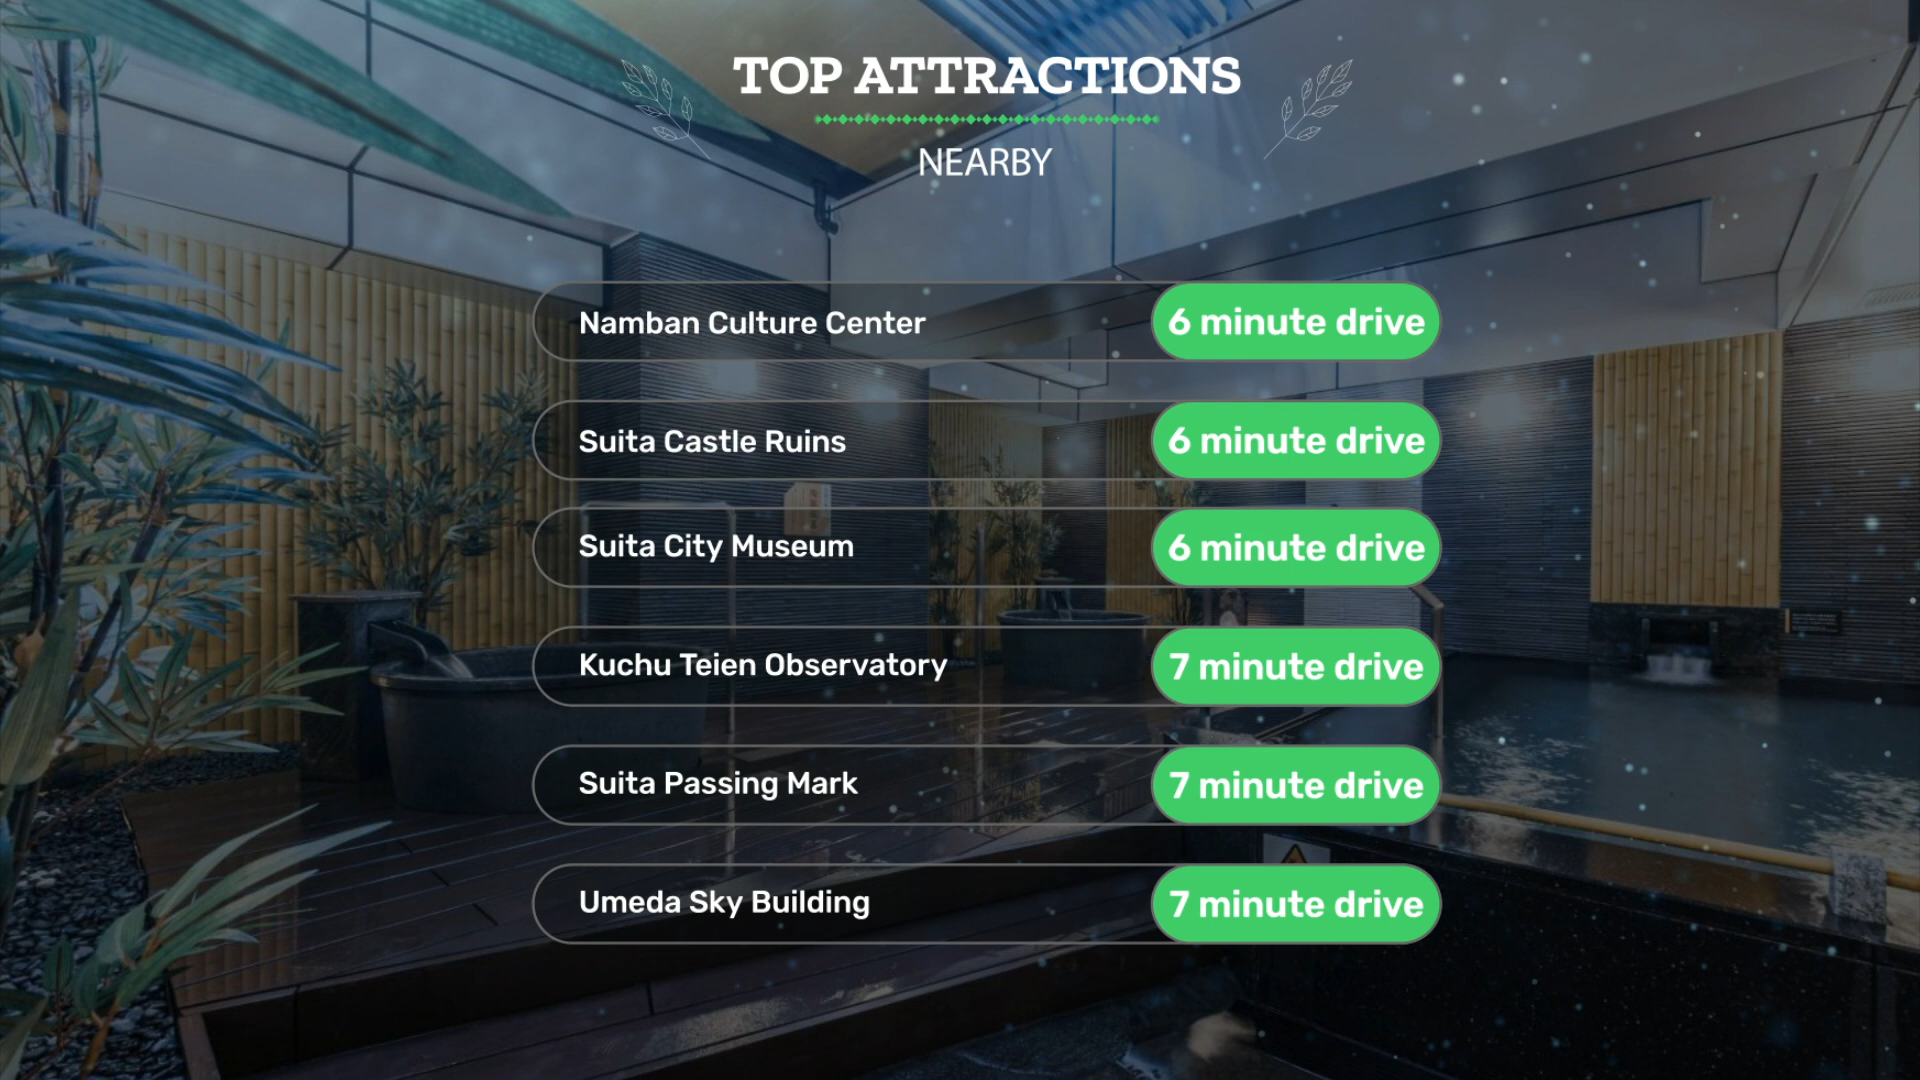 TOP ATTRACTIONS
NEARBY
Namban Culture Center 6 minute drive
Suita Castle Ruins 6 minute drive
Suita City Museum 6 minute drive
Kuchu Teien Observatory 7 minute drive
Suita Passing Mark 7 minute drive
Umeda Sky Building 7 minute drive